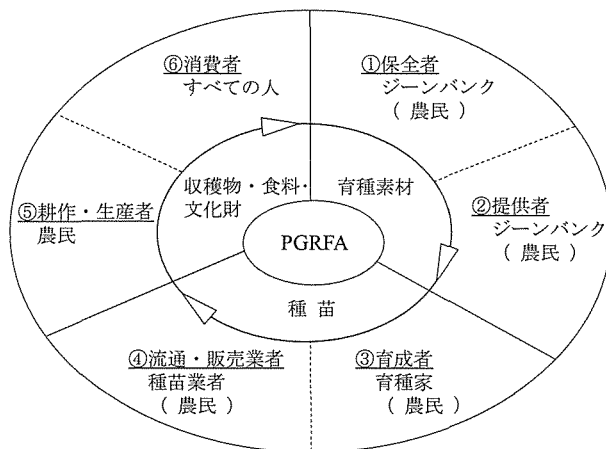 ①保全者
ジーンバンク
( 農民 )
②提供者
ジーンバンク
( 農民 )
③育成者
育種家
( 農民 )
④流通・販売業者
種苗業者
( 農民 )
⑤耕作・生産者
農民
⑥消費者
すべての人
育種素材
種 苗
収穫物・食料・
文化財
PGRFA